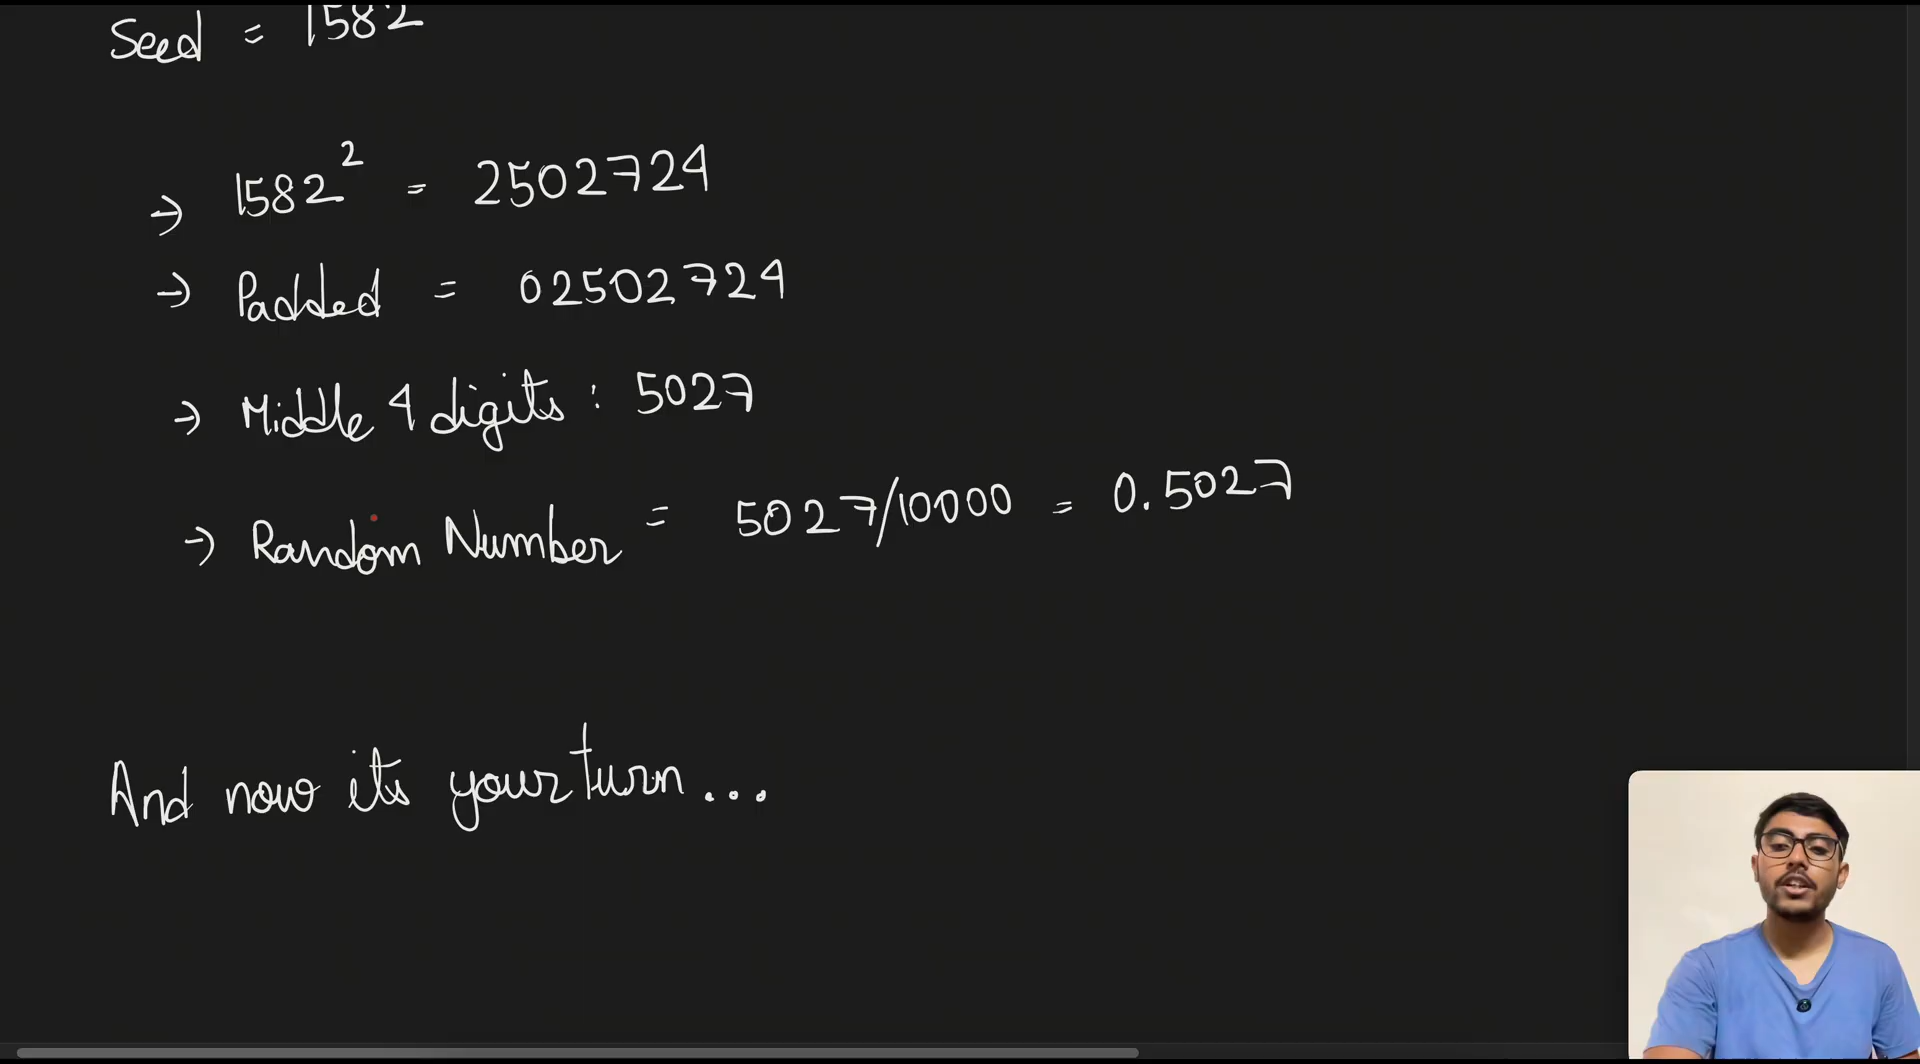 Seed = 1582
→ 1582² = 2502724
→ Padded = 02502724
→ Middle 4 digits : 5027
→ Random Number = 5027/10000 = 0.5027
And now its your turn...